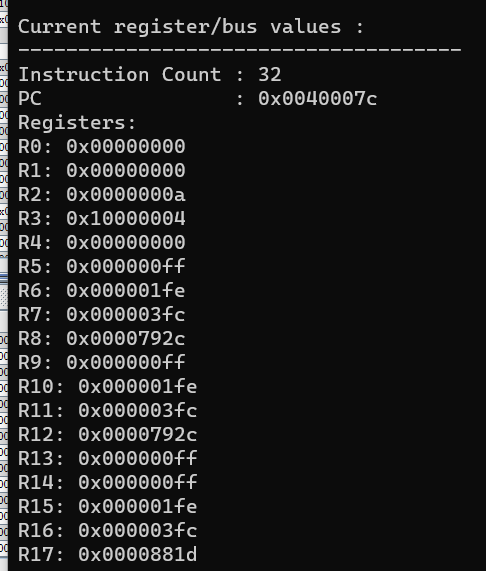 Current register/bus values :
-------------------------------------
Instruction Count : 32
PC                : 0x0040007c
Registers:
R0: 0x00000000
R1: 0x00000000
R2: 0x0000000a
R3: 0x10000004
R4: 0x00000000
R5: 0x000000ff
R6: 0x000001fe
R7: 0x000003fc
R8: 0x0000792c
R9: 0x000000ff
R10: 0x000001fe
R11: 0x000003fc
R12: 0x0000792c
R13: 0x000000ff
R14: 0x000000ff
R15: 0x000001fe
R16: 0x000003fc
R17: 0x0000881d